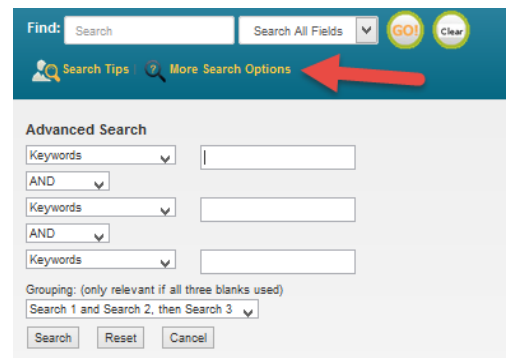 Find: Search Search All Fields GO! Clear
Search Tips | More Search Options
Advanced Search
Keywords
AND
Keywords
AND
Keywords
Grouping: (only relevant if all three blanks used)
Search 1 and Search 2, then Search 3
Search Reset Cancel